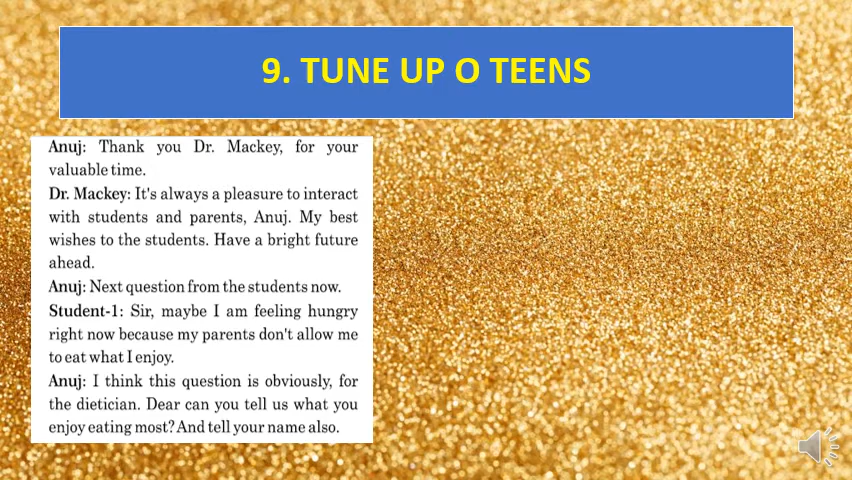 9. TUNE UP O TEENS
Anuj: Thank you Dr. Mackey, for your
valuable time.
Dr. Mackey: It's always a pleasure to interact
with students and parents, Anuj. My best
wishes to the students. Have a bright future
ahead.
Anuj: Next question from the students now.
Student-1: Sir, maybe I am feeling hungry
right now because my parents don't allow me
to eat what I enjoy.
Anuj: I think this question is obviously, for
the dietician. Dear can you tell us what you
enjoy eating most? And tell your name also.